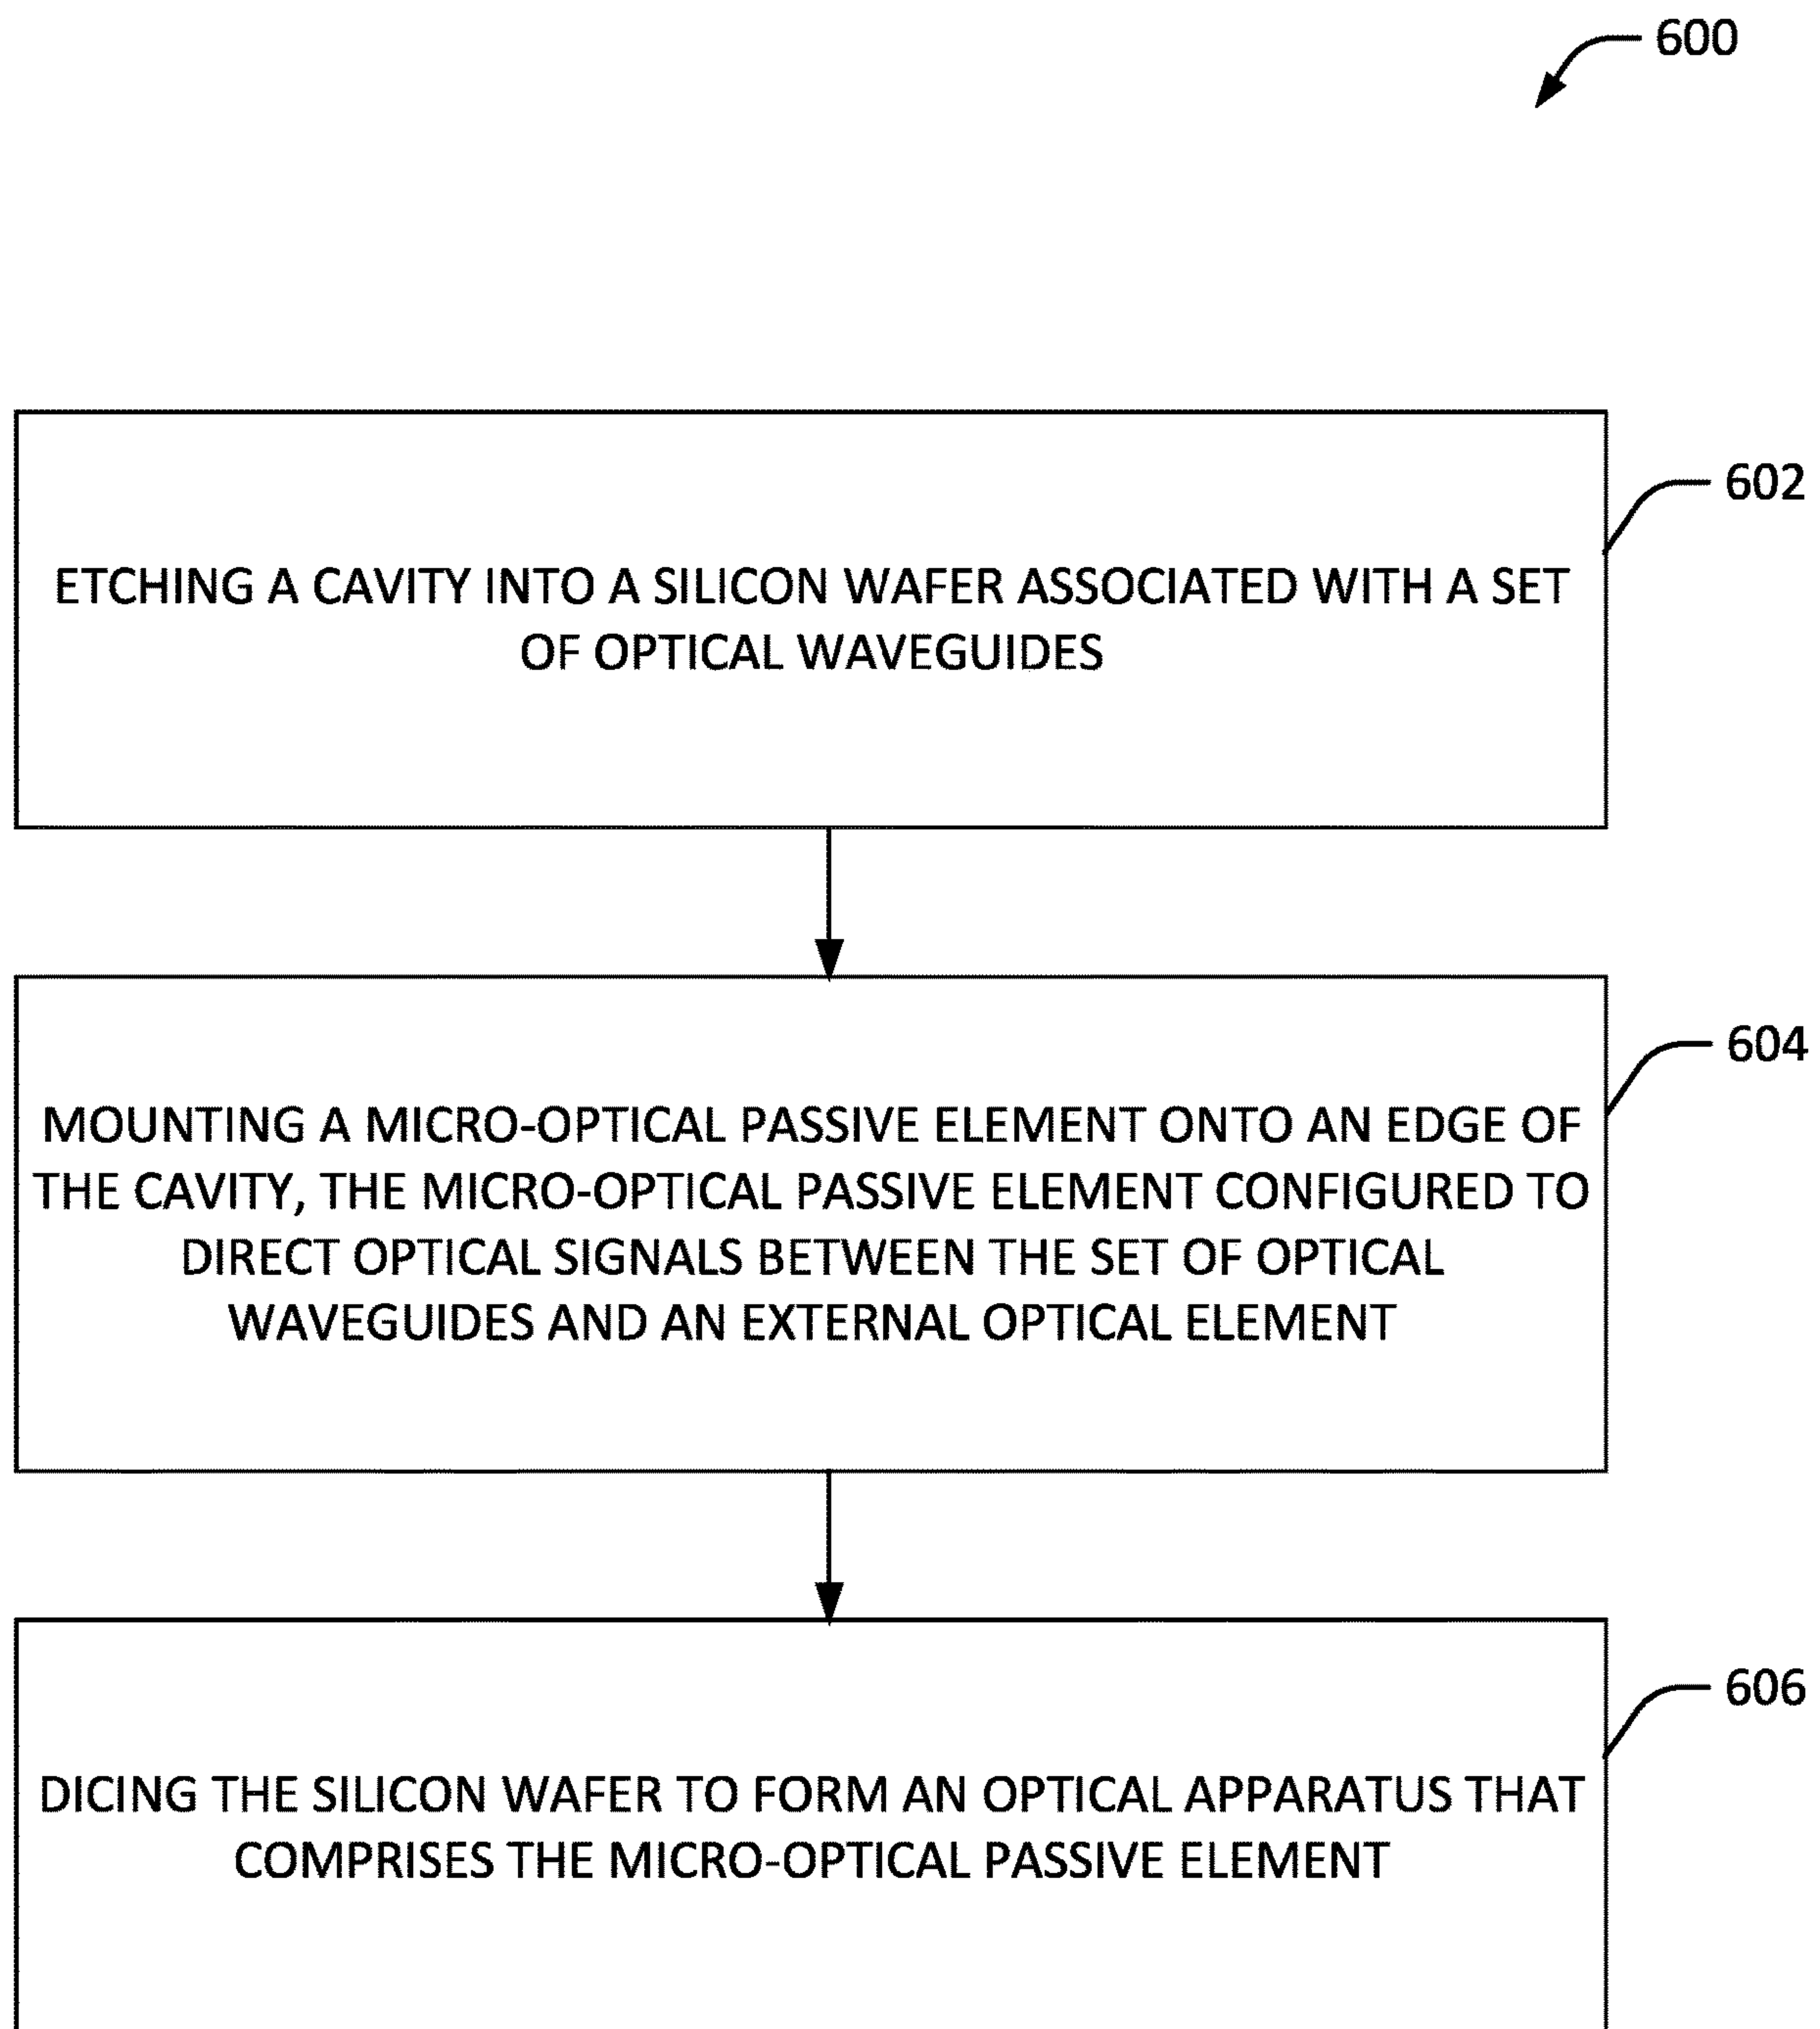 600
602
ETCHING A CAVITY INTO A SILICON WAFER ASSOCIATED WITH A SET
OF OPTICAL WAVEGUIDES
604
MOUNTING A MICRO-OPTICAL PASSIVE ELEMENT ONTO AN EDGE OF
THE CAVITY, THE MICRO-OPTICAL PASSIVE ELEMENT CONFIGURED TO
DIRECT OPTICAL SIGNALS BETWEEN THE SET OF OPTICAL
WAVEGUIDES AND AN EXTERNAL OPTICAL ELEMENT
606
DICING THE SILICON WAFER TO FORM AN OPTICAL APPARATUS THAT
COMPRISES THE MICRO-OPTICAL PASSIVE ELEMENT